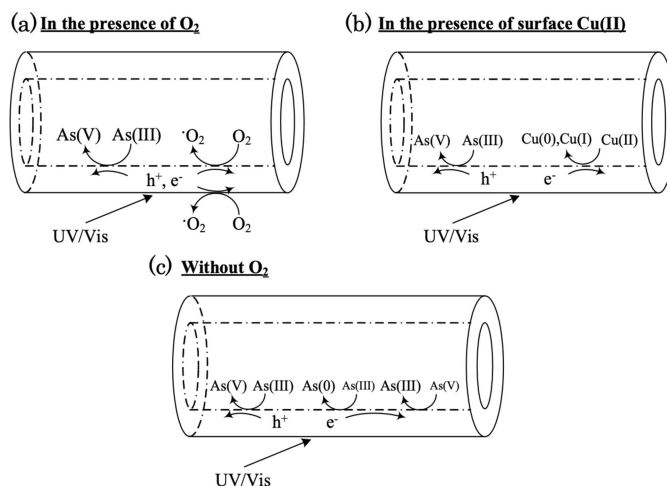 (a) In the presence of O₂
As(V) As(III) ·O₂ O₂
h⁺, e⁻
·O₂ O₂
UV/Vis
(b) In the presence of surface Cu(II)
As(V) As(III) Cu(0),Cu(I) Cu(II)
h⁺ e⁻
UV/Vis
(c) Without O₂
As(V) As(III) As(0) As(III) As(III) As(V)
h⁺ e⁻
UV/Vis